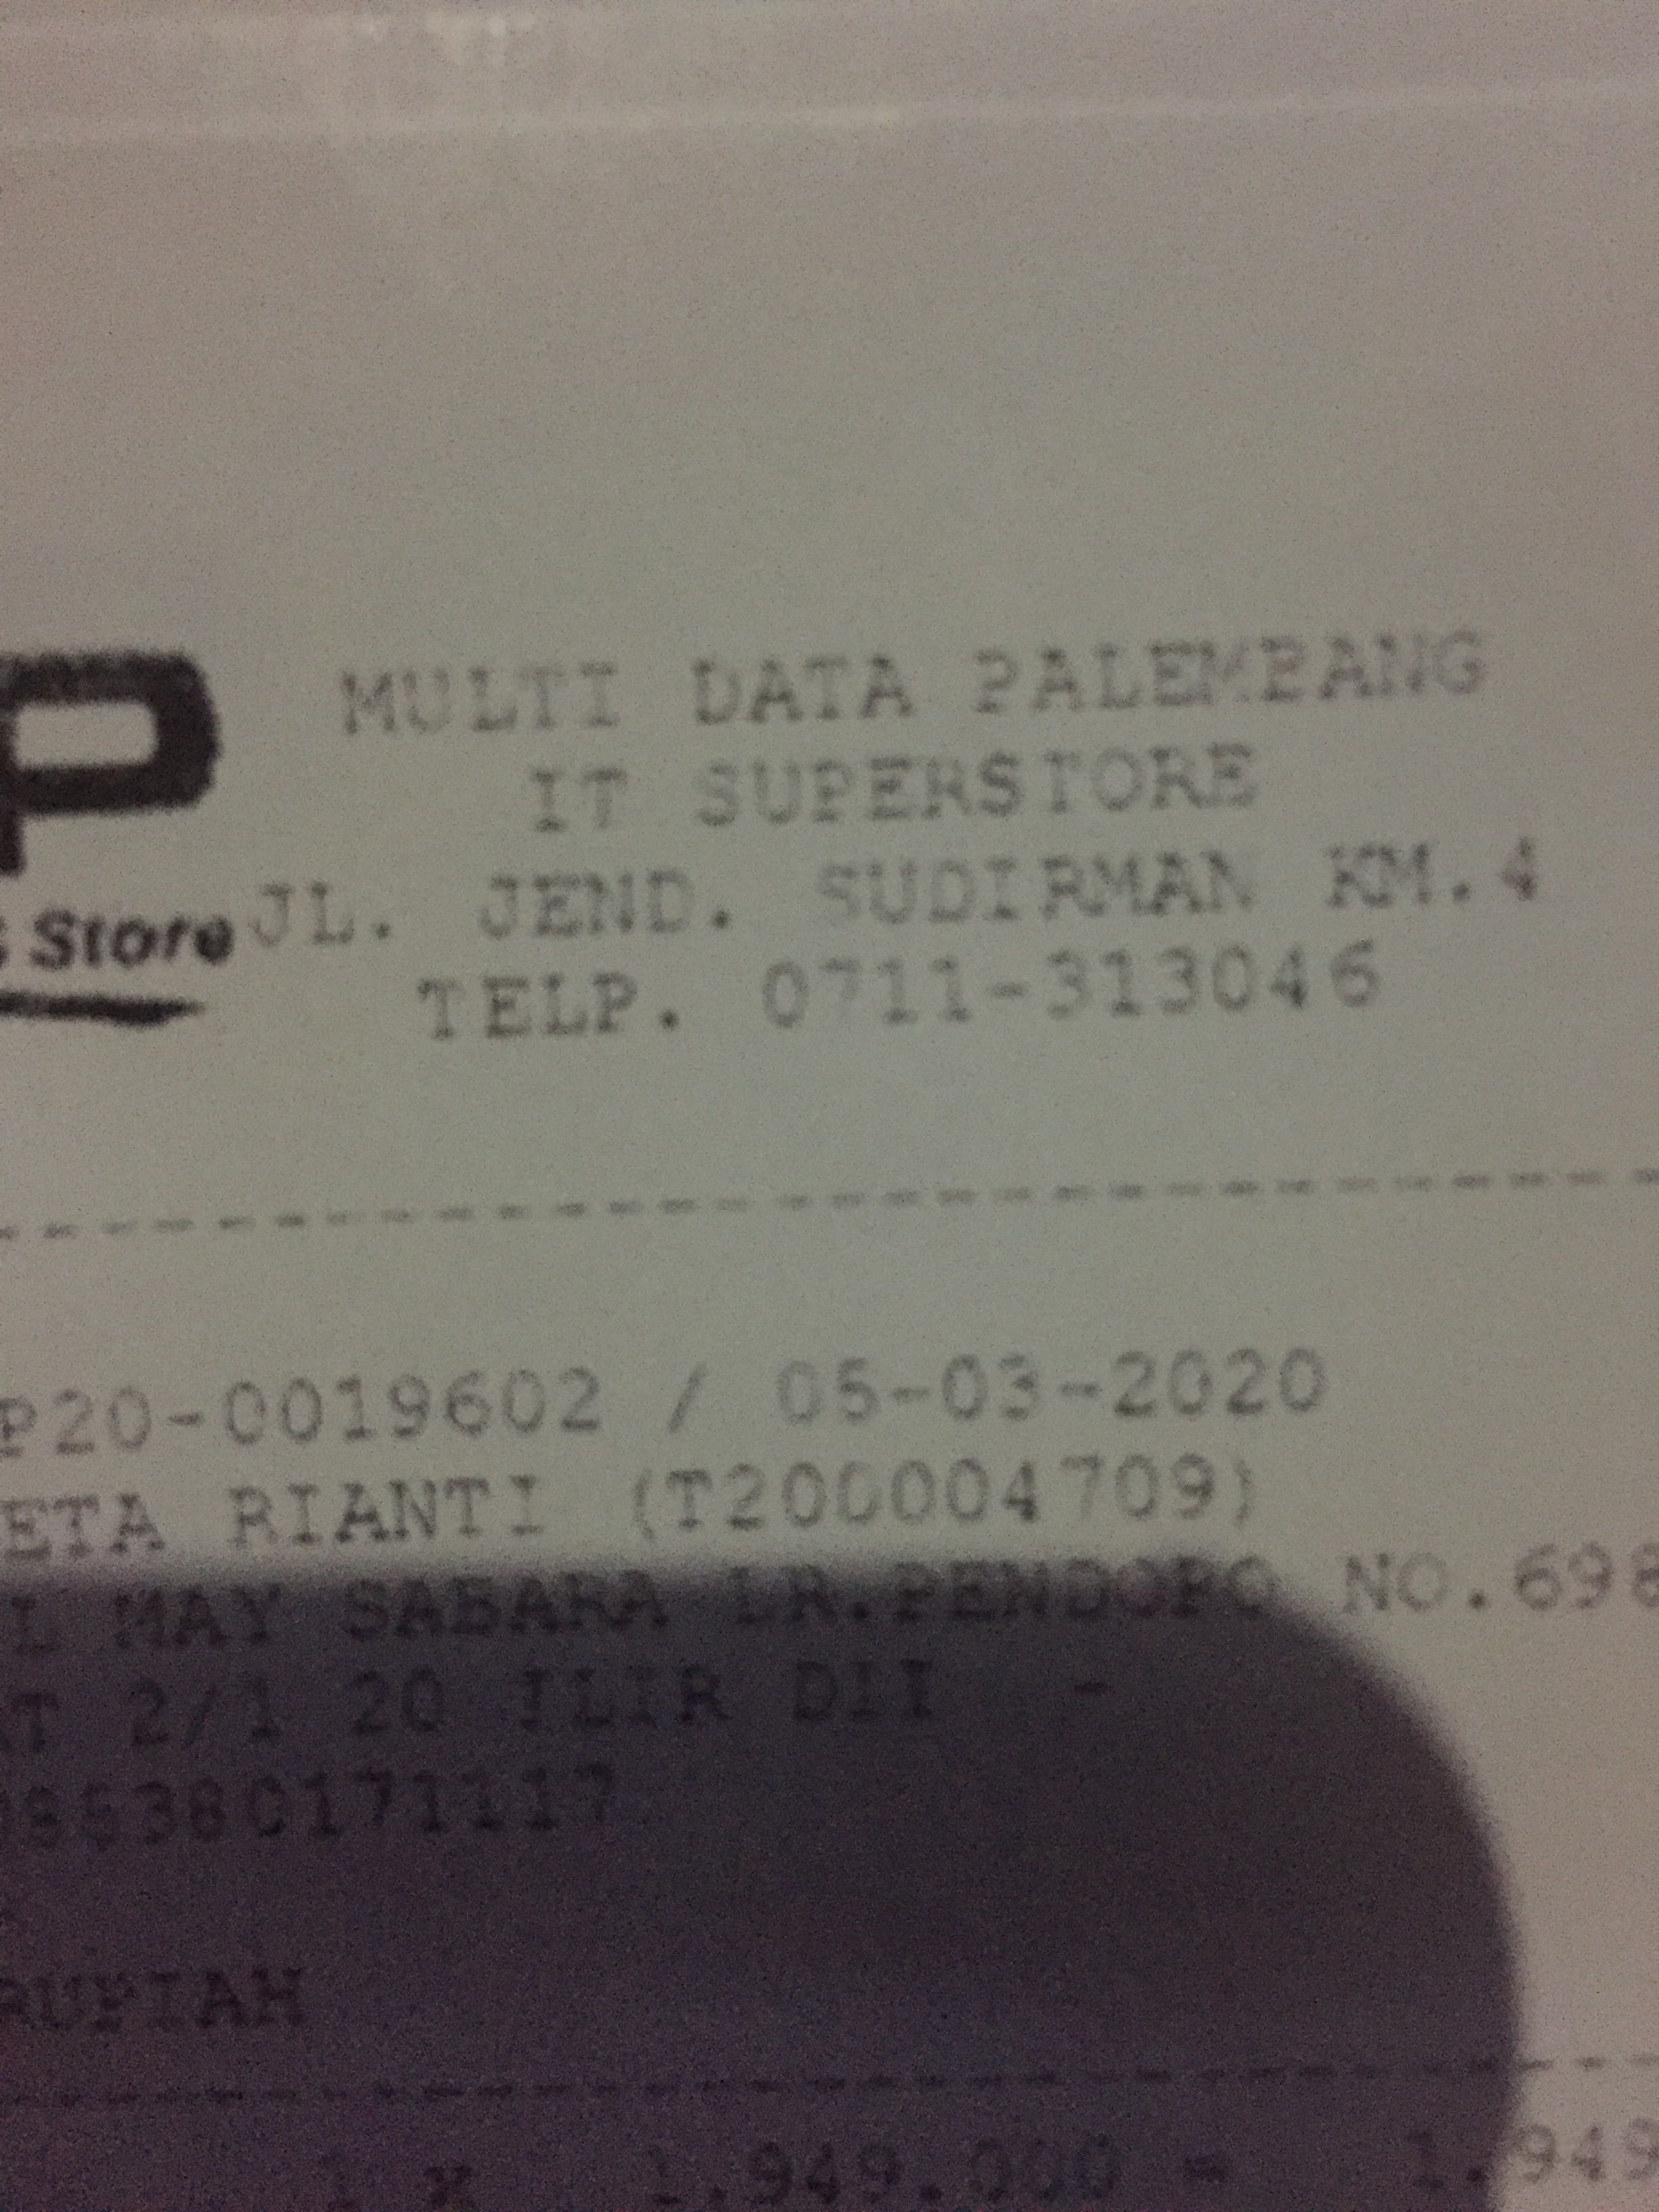 P
MULTI DATA PALEMBANG
IT SUPERSTORE
Store
JL. JEND. SUDIRMAN KM.4
TELP. 0711-313046
P20-0019602 / 05-03-2020
ETA RIANTI (T200004709)
L MAY SABARA LR.PENDOPO NO.698
T 2/1 20 ILIR DII -
RUPIAH
1 x 1.949.000 = 1.949